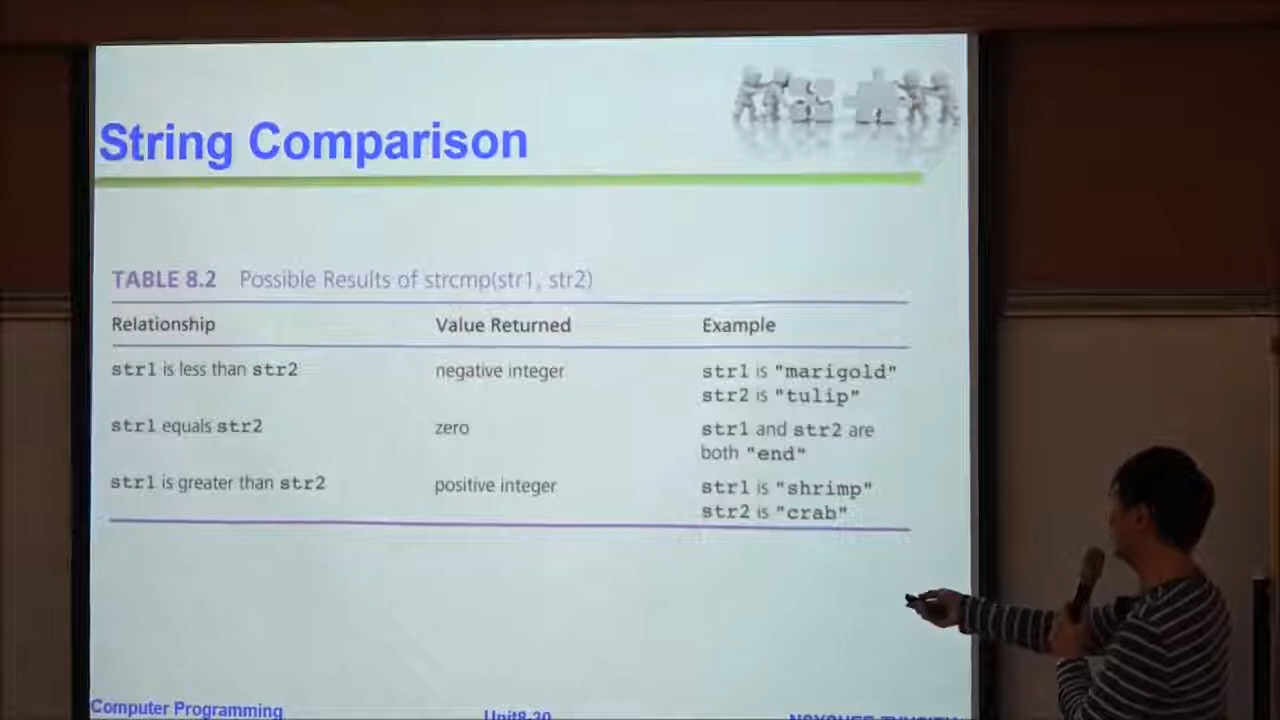 String Comparison
TABLE 8.2 Possible Results of strcmp(str1, str2)
Relationship Value Returned Example
str1 is less than str2 negative integer str1 is "marigold"
str2 is "tulip"
str1 equals str2 zero str1 and str2 are
both "end"
str1 is greater than str2 positive integer str1 is "shrimp"
str2 is "crab"
Computer Programming